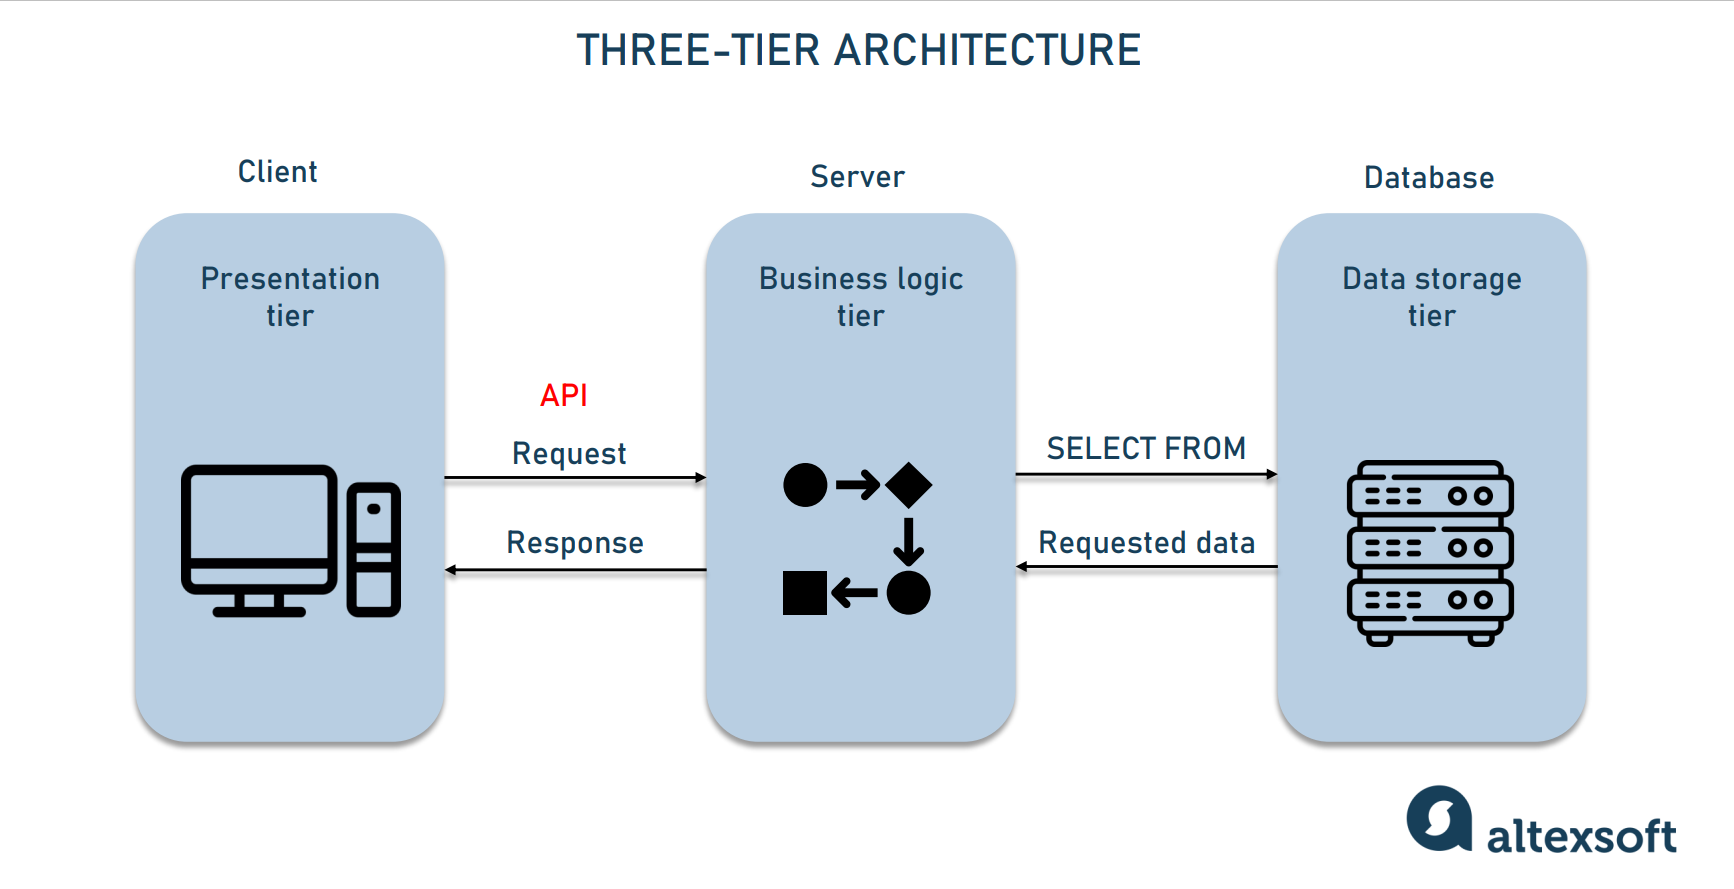 THREE-TIER ARCHITECTURE
Client
Server
Database
Presentation
tier
Business logic
tier
Data storage
tier
API
Request
Response
SELECT FROM
Requested data
altexsoft